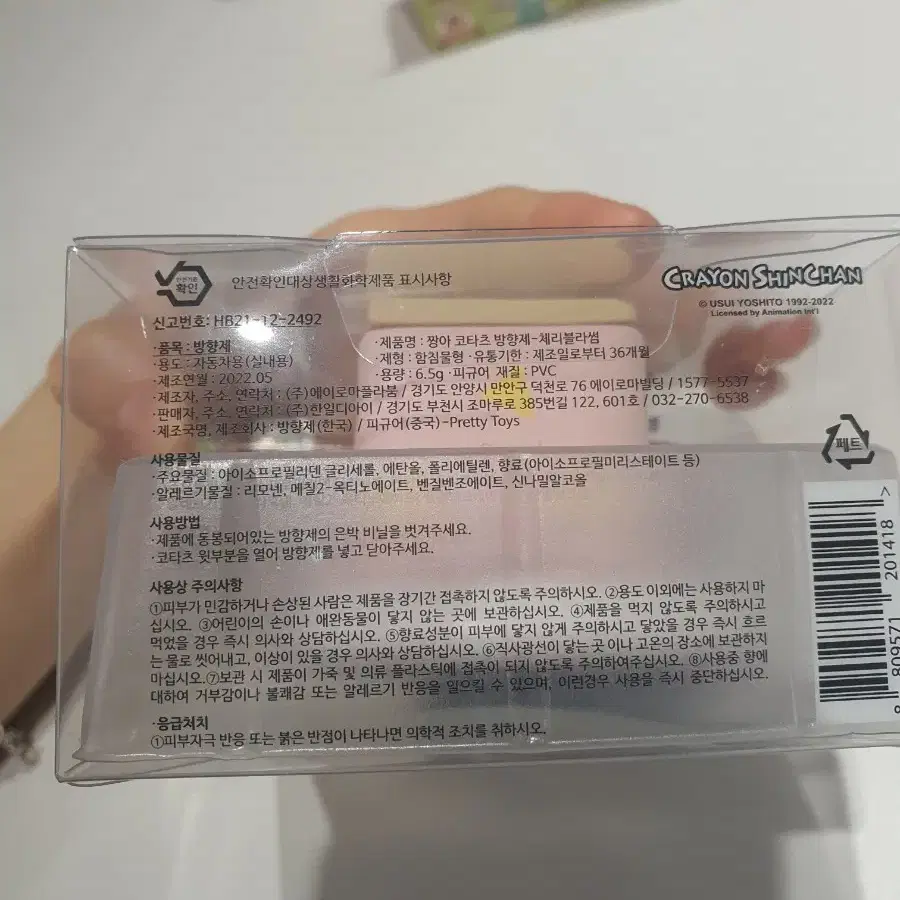 안전기준
확인
안전확인대상생활화학제품 표시사항
CRAYON SHINCHAN
© USUI YOSHITO 1992-2022
Licensed by Animation Int'l
신고번호: HB21-12-2492
·품목 : 방향제
·제품명 : 짱아 코타츠 방향제-체리블라썸
·용도 : 자동차용(실내용)
·제형 : 함침물형 ·유통기한 : 제조일로부터 36개월
·제조연월 : 2022.05
·용량 : 6.5g ·피규어 재질 : PVC
·제조자, 주소, 연락처 : (주)에이로마플라붐 / 경기도 안양시 만안구 덕천로 76 에이로마빌딩 / 1577-5537
·판매자, 주소, 연락처 : (주)한일디아이 / 경기도 부천시 조마루로 385번길 122, 601호 / 032-270-6538
·제조국명, 제조회사 : 방향제(한국) / 피규어(중국)-Pretty Toys
페트
사용물질
·주요물질 : 아이소프로필리덴 글리세롤, 에탄올, 폴리에틸렌, 향료(아이소프로필미리스테이트 등)
·알레르기물질 : 리모넨, 메칠2-옥티노에이트, 벤질벤조에이트, 신나밀알코올
사용방법
·제품에 동봉되어있는 방향제의 은박 비닐을 벗겨주세요.
·코타츠 윗부분을 열어 방향제를 넣고 닫아주세요.
사용상 주의사항
①피부가 민감하거나 손상된 사람은 제품을 장기간 접촉하지 않도록 주의하시오. ②용도 이외에는 사용하지 마
십시오. ③어린이의 손이나 애완동물이 닿지 않는 곳에 보관하십시오. ④제품을 먹지 않도록 주의하시고
먹었을 경우 즉시 의사와 상담하십시오. ⑤향료성분이 피부에 닿지 않게 주의하시고 닿았을 경우 즉시 흐르
는 물로 씻어내고, 이상이 있을 경우 의사와 상담하십시오. ⑥직사광선이 닿는 곳이나 고온의 장소에 보관하지
마십시오.⑦보관 시 제품이 가죽 및 의류 플라스틱에 접촉이 되지 않도록 주의하여주십시오. ⑧사용중 향에
대하여 거부감이나 불쾌감 또는 알레르기 반응을 일으킬 수 있으며, 이런경우 사용을 즉시 중단하십시오.
·응급처치
①피부자극 반응 또는 붉은 반점이 나타나면 의학적 조치를 취하시오.
8 809571 201418 >